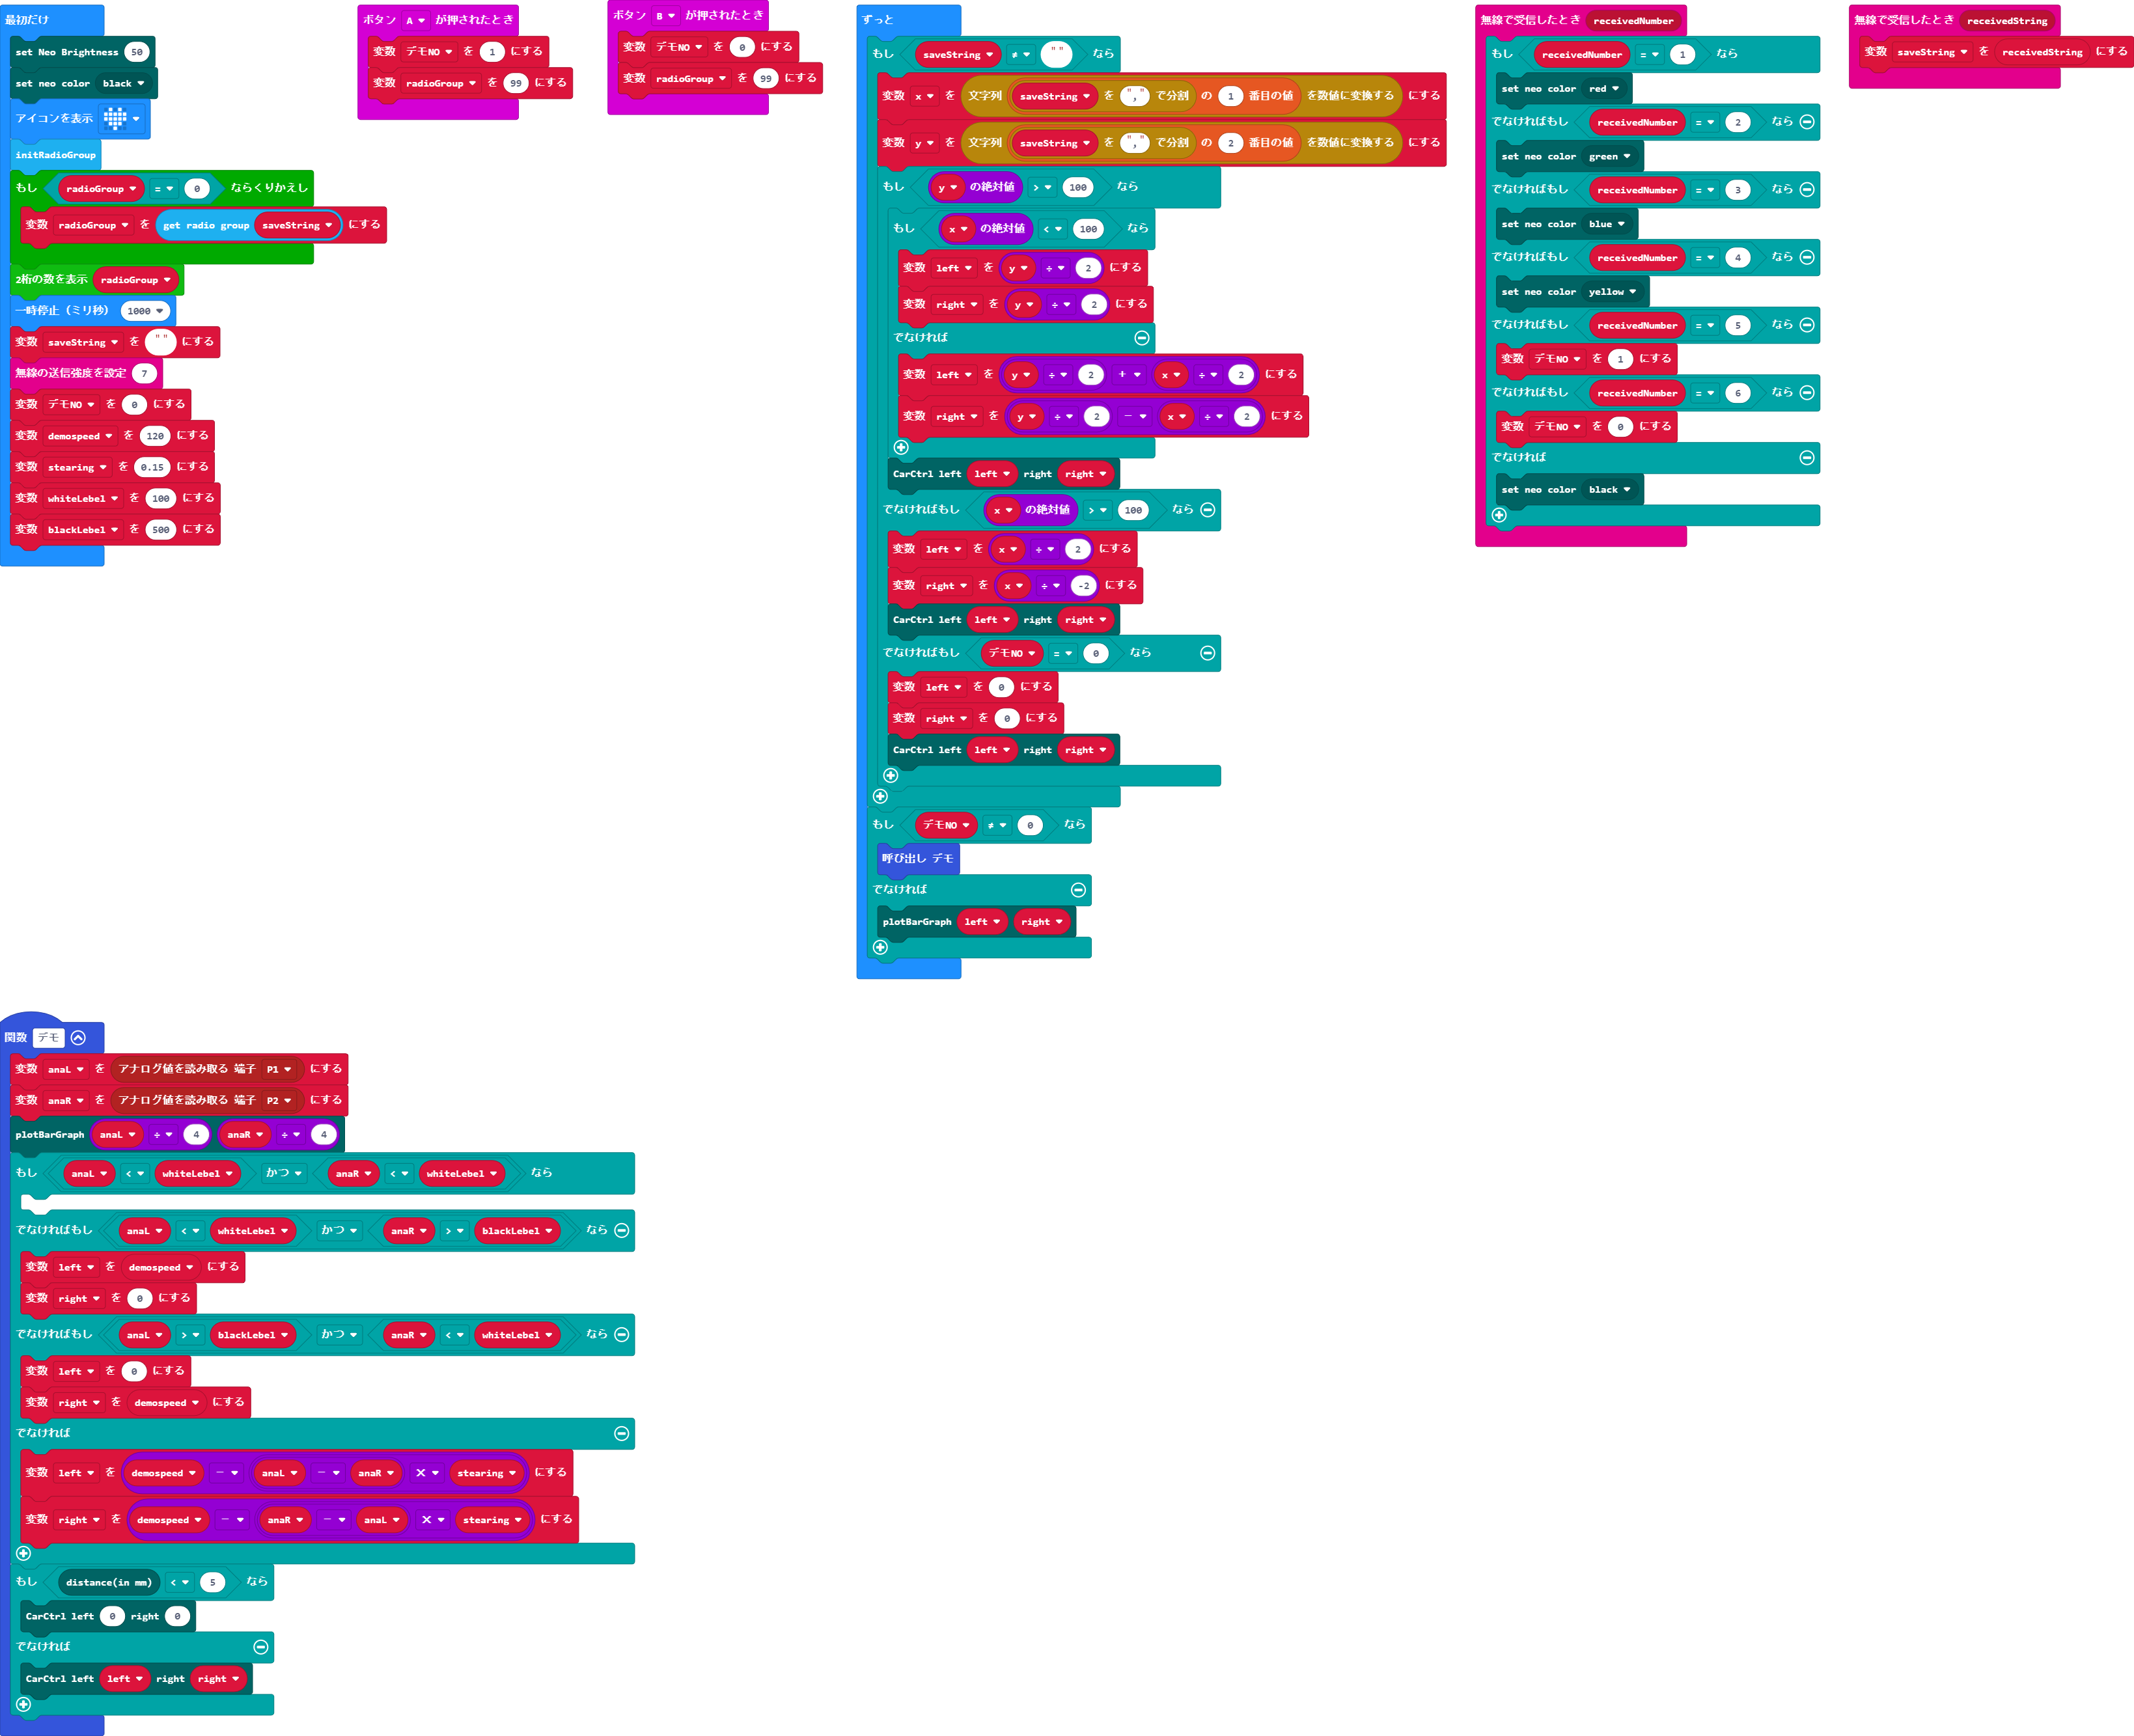 最初だけ
set Neo Brightness 50
set neo color black
アイコンを表示
initRadioGroup
もし radioGroup = 0 ならくりかえし
変数 radioGroup を get radio group saveString にする
2桁の数を表示 radioGroup
一時停止（ミリ秒） 1000
変数 saveString を "" にする
無線の送信強度を設定 7
変数 デモNO を 0 にする
変数 demospeed を 120 にする
変数 stearing を 0.15 にする
変数 whiteLebel を 100 にする
変数 blackLebel を 500 にする
ボタン A が押されたとき
変数 デモNO を 1 にする
変数 radioGroup を 99 にする
ボタン B が押されたとき
変数 デモNO を 0 にする
変数 radioGroup を 99 にする
ずっと
もし saveString ≠ "" なら
変数 x を 文字列 saveString を "," で分割 の 1 番目の値 を数値に変換する にする
変数 y を 文字列 saveString を "," で分割 の 2 番目の値 を数値に変換する にする
もし y の絶対値 > 100 なら
もし x の絶対値 < 100 なら
変数 left を y ÷ 2 にする
変数 right を y ÷ 2 にする
でなければ
変数 left を y ÷ 2 + x ÷ 2 にする
変数 right を y ÷ 2 - x ÷ 2 にする
CarCtrl left left right right
でなければもし x の絶対値 > 100 なら
変数 left を x ÷ 2 にする
変数 right を x ÷ -2 にする
CarCtrl left left right right
でなければもし デモNO = 0 なら
変数 left を 0 にする
変数 right を 0 にする
CarCtrl left left right right
もし デモNO ≠ 0 なら
呼び出し デモ
でなければ
plotBarGraph left right
無線で受信したとき receivedNumber
もし receivedNumber = 1 なら
set neo color red
でなければもし receivedNumber = 2 なら
set neo color green
でなければもし receivedNumber = 3 なら
set neo color blue
でなければもし receivedNumber = 4 なら
set neo color yellow
でなければもし receivedNumber = 5 なら
変数 デモNO を 1 にする
でなければもし receivedNumber = 6 なら
変数 デモNO を 0 にする
でなければ
set neo color black
無線で受信したとき receivedString
変数 saveString を receivedString にする
関数 デモ
変数 anaL を アナログ値を読み取る 端子 P1 にする
変数 anaR を アナログ値を読み取る 端子 P2 にする
plotBarGraph anaL ÷ 4 anaR ÷ 4
もし anaL < whiteLebel かつ anaR < whiteLebel なら
でなければもし anaL < whiteLebel かつ anaR > blackLebel なら
変数 left を demospeed にする
変数 right を 0 にする
でなければもし anaL > blackLebel かつ anaR < whiteLebel なら
変数 left を 0 にする
変数 right を demospeed にする
でなければ
変数 left を demospeed - anaL - anaR × stearing にする
変数 right を demospeed - anaR - anaL × stearing にする
もし distance(in mm) < 5 なら
CarCtrl left 0 right 0
でなければ
CarCtrl left left right right